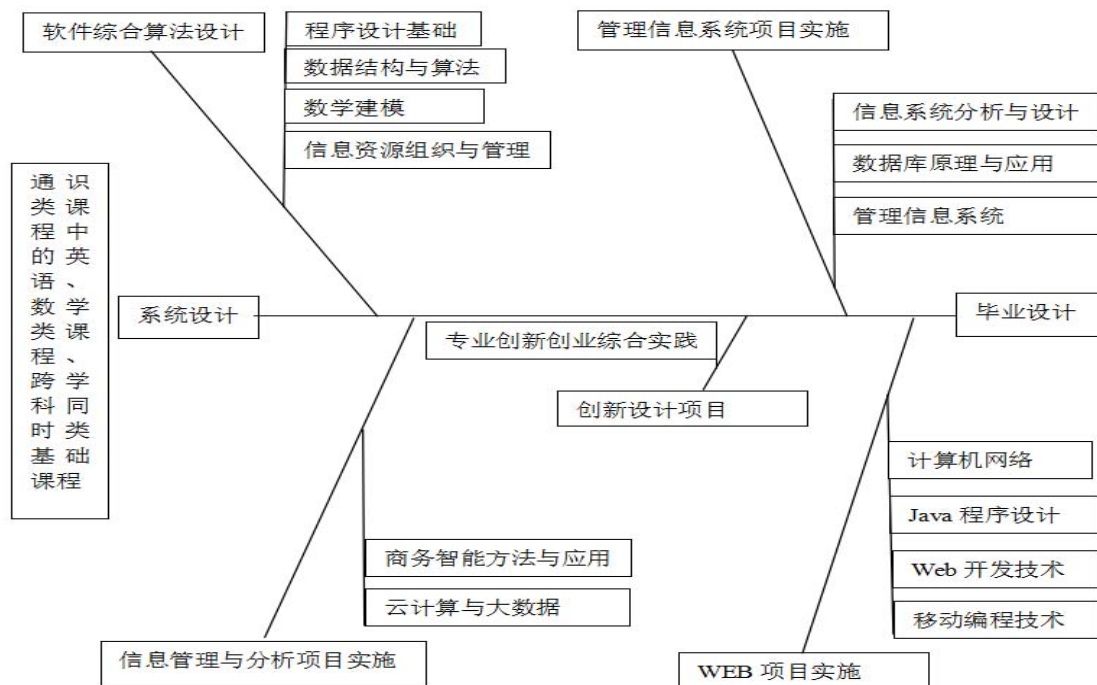 软件综合算法设计
程序设计基础
数据结构与算法
数学建模
信息资源组织与管理
管理信息系统项目实施
信息系统分析与设计
数据库原理与应用
管理信息系统
通识
类课
程中
的英
语、
数学
类课
程、
跨学
科同
时类
基础
课程
系统设计
专业创新创业综合实践
创新设计项目
毕业设计
商务智能方法与应用
云计算与大数据
信息管理与分析项目实施
计算机网络
Java 程序设计
Web 开发技术
移动编程技术
WEB 项目实施